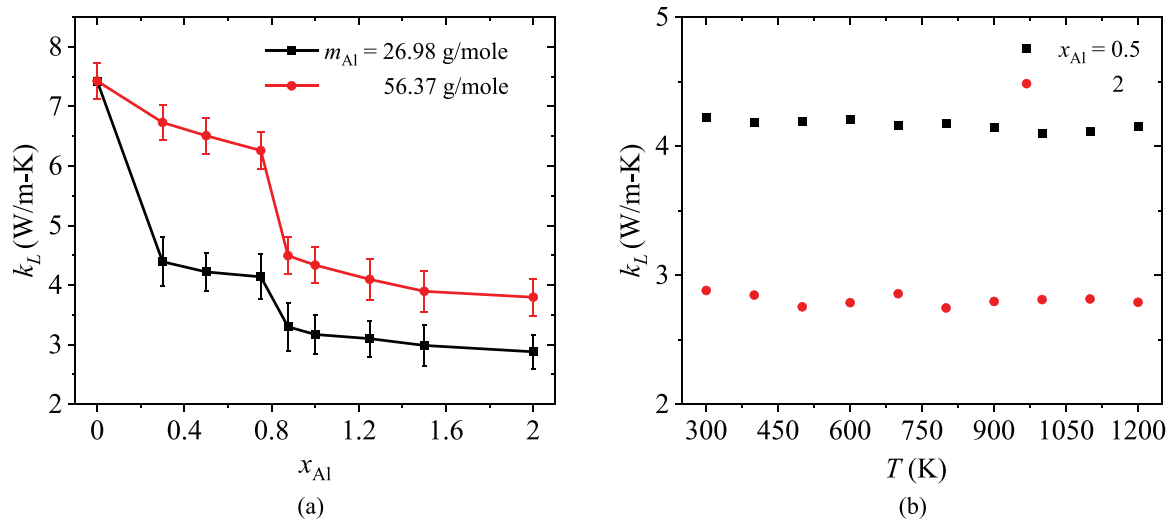 m_Al = 26.98 g/mole
56.37 g/mole
k_L (W/m-K)
8
7
6
5
4
3
2
0 0.4 0.8 1.2 1.6 2
x_Al
(a)
x_Al = 0.5
2
k_L (W/m-K)
5
4
3
2
300 450 600 750 900 1050 1200
T (K)
(b)